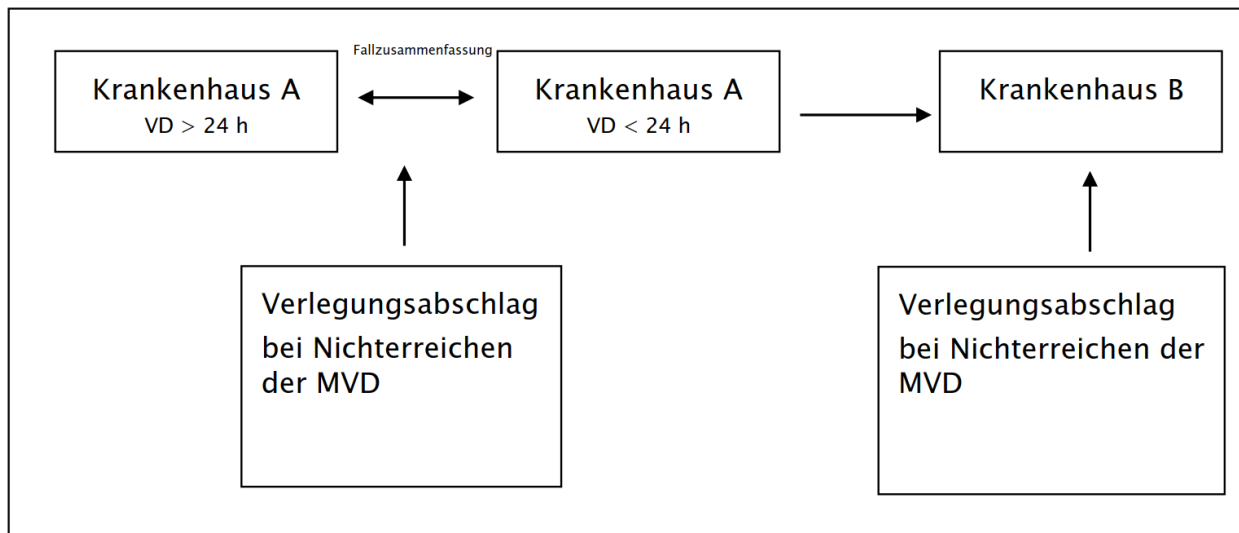 Fallzusammenfassung
Krankenhaus A
VD > 24 h
Krankenhaus A
VD < 24 h
Krankenhaus B
Verlegungsabschlag
bei Nichterreichen
der MVD
Verlegungsabschlag
bei Nichterreichen der
MVD